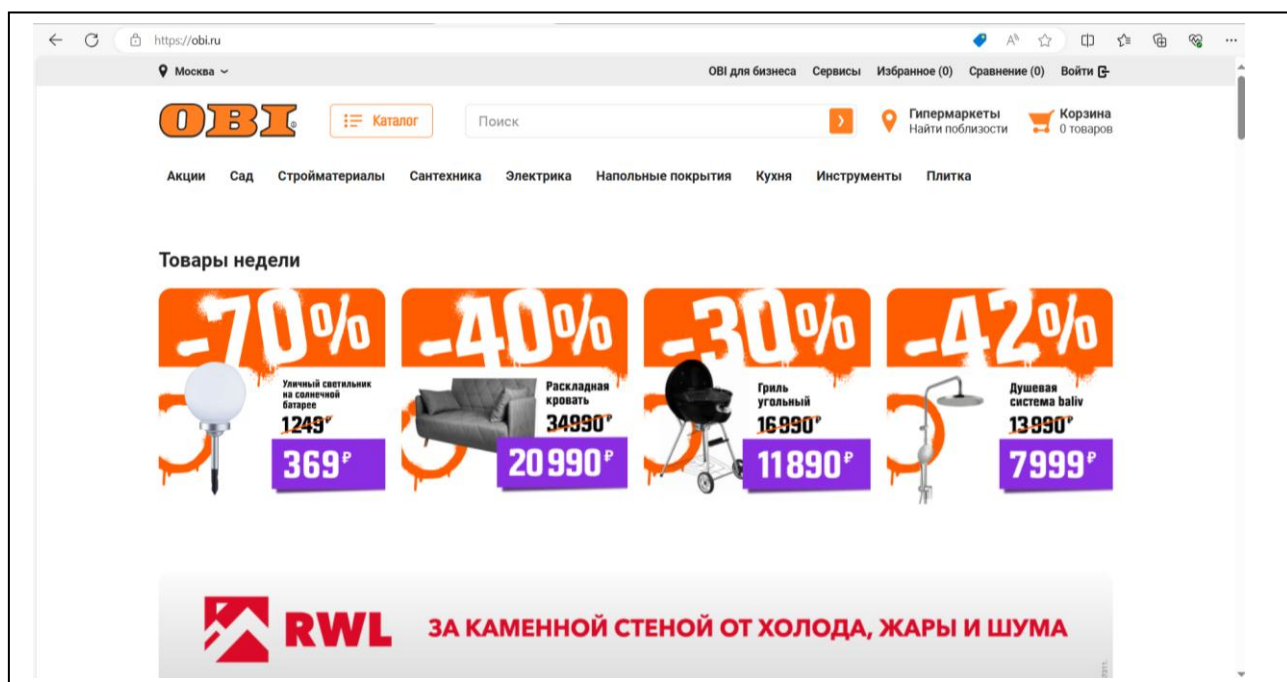 https://obi.ru
Москва
OBI для бизнеса Сервисы Избранное (0) Сравнение (0) Войти
OBI
Каталог
Поиск
Гипермаркеты
Найти поблизости
Корзина
0 товаров
Акции Сад Стройматериалы Сантехника Электрика Напольные покрытия Кухня Инструменты Плитка
Товары недели
-70%
Уличный светильник
на солнечной
батарее
1249₽
369₽
-40%
Раскладная
кровать
34990₽
20990₽
-30%
Гриль
угольный
16990₽
11890₽
-42%
Душевая
система baliv
13990₽
7999₽
RWL
ЗА КАМЕННОЙ СТЕНОЙ ОТ ХОЛОДА, ЖАРЫ И ШУМА